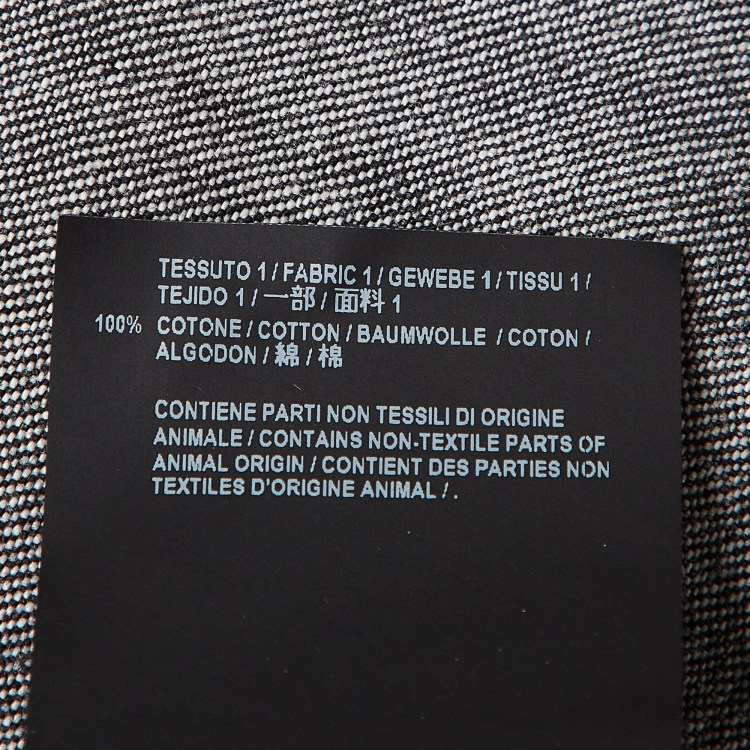 TESSUTO 1 / FABRIC 1 / GEWEBE 1 / TISSU 1 /
TEJIDO 1 / 一部 / 面料 1
100% COTONE / COTTON / BAUMWOLLE / COTON /
ALGODON / 綿 / 棉
CONTIENE PARTI NON TESSILI DI ORIGINE
ANIMALE / CONTAINS NON-TEXTILE PARTS OF
ANIMAL ORIGIN / CONTIENT DES PARTIES NON
TEXTILES D'ORIGINE ANIMAL / .